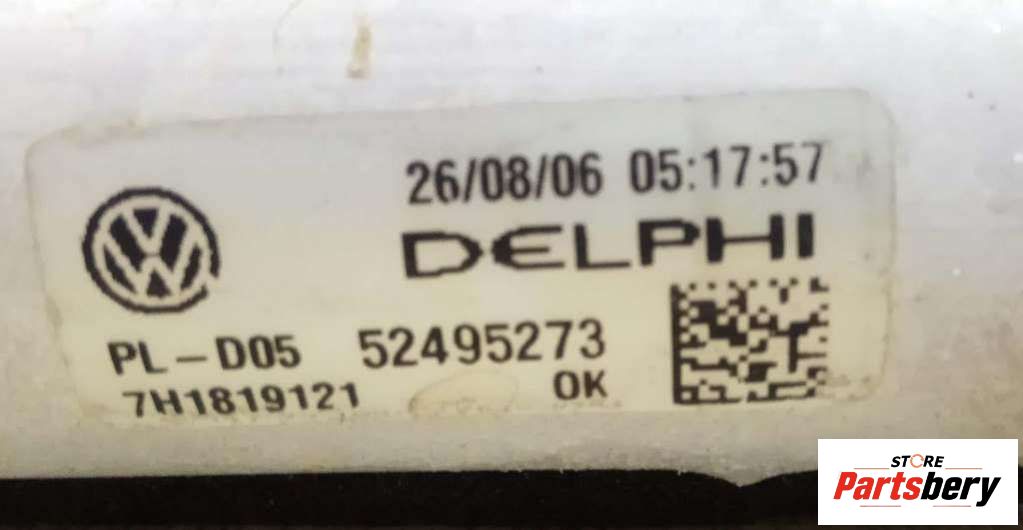 26/08/06 05:17:57
DELPHI
PL-D05 52495273
7H1819121 OK
STORE
Partsbery